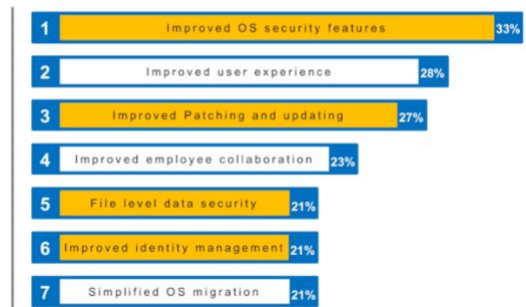 1 Improved OS security features 33%
2 Improved user experience 28%
3 Improved Patching and updating 27%
4 Improved employee collaboration 23%
5 File level data security 21%
6 Improved identity management 21%
7 Simplified OS migration 21%